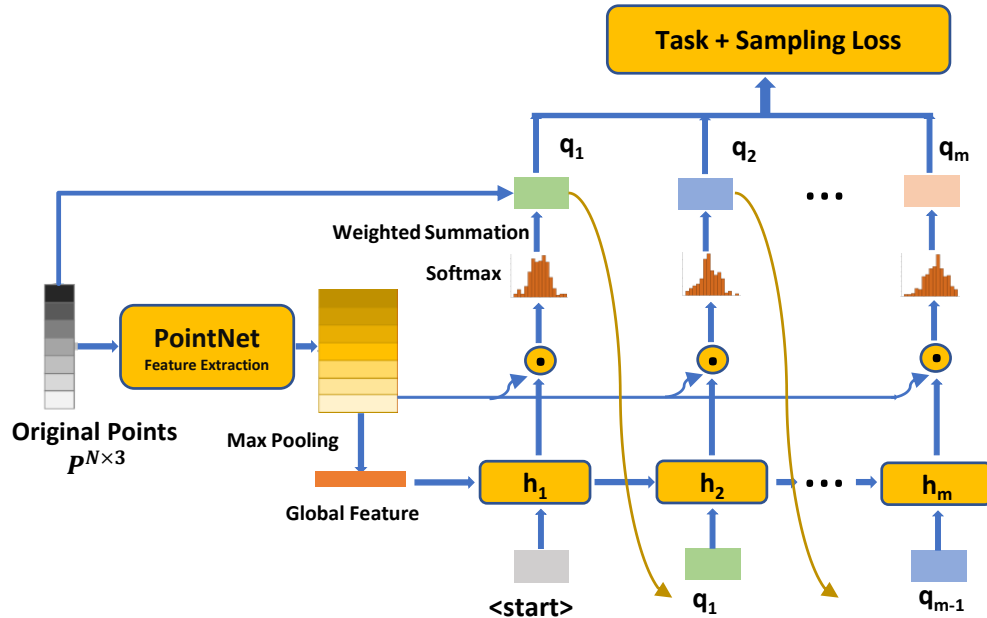 Task + Sampling Loss
q₁
q₂
qₘ
Weighted Summation
Softmax
PointNet
Feature Extraction
Original Points
P^{N×3}
Max Pooling
Global Feature
h₁
h₂
hₘ
<start>
q₁
qₘ₋₁